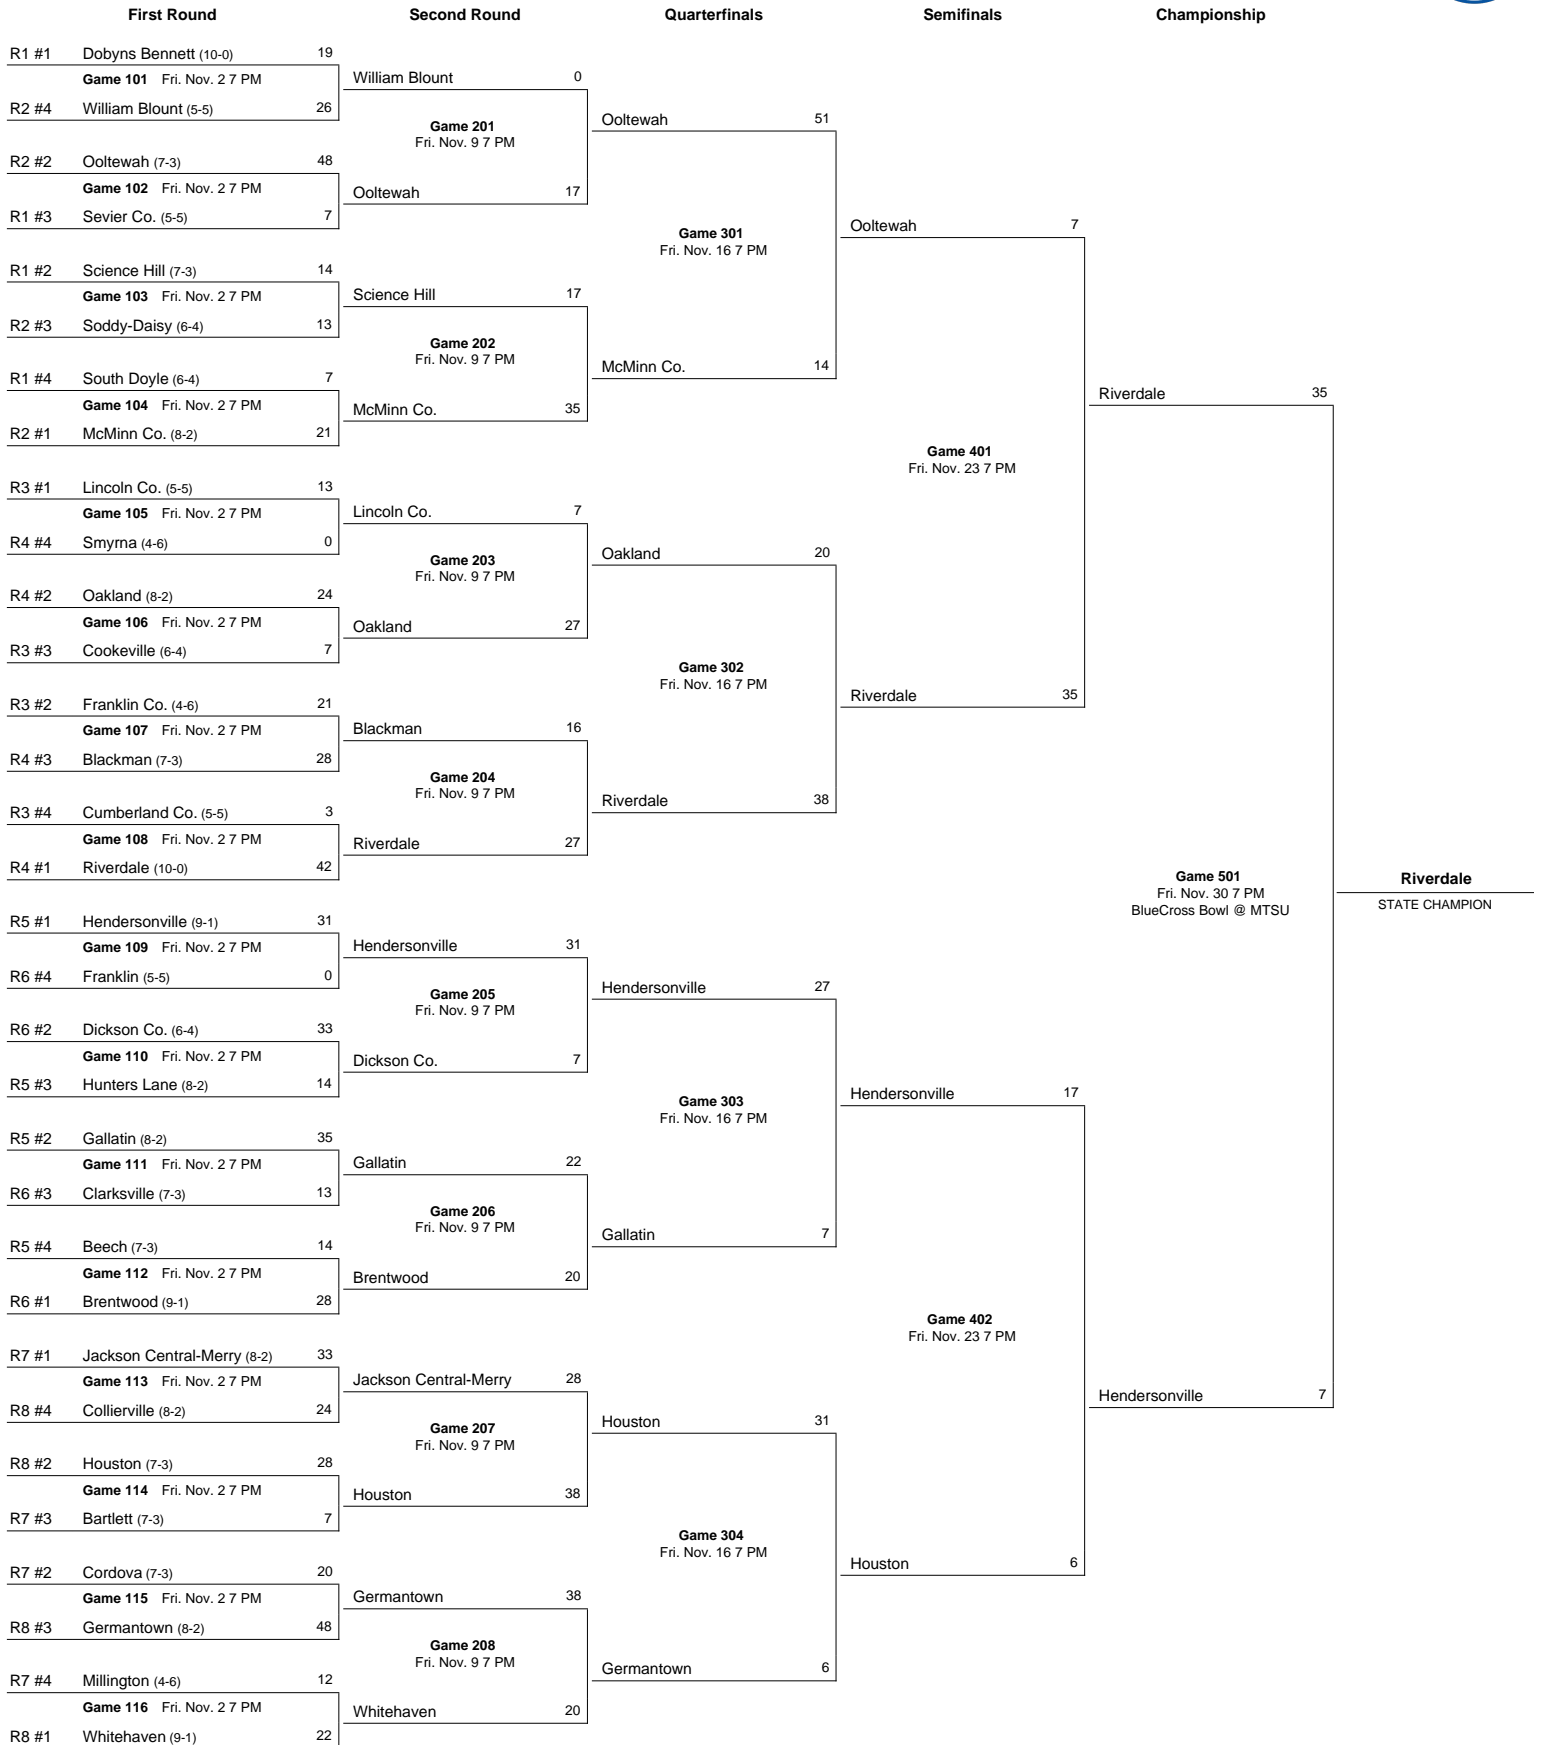 First Round Second Round Quarterfinals Semifinals Championship
R1 #1 Dobyns Bennett (10-0) 19
Game 101 Fri. Nov. 2 7 PM
R2 #4 William Blount (5-5) 26
R2 #2 Ooltewah (7-3) 48
Game 102 Fri. Nov. 2 7 PM
R1 #3 Sevier Co. (5-5) 7
R1 #2 Science Hill (7-3) 14
Game 103 Fri. Nov. 2 7 PM
R2 #3 Soddy-Daisy (6-4) 13
R1 #4 South Doyle (6-4) 7
Game 104 Fri. Nov. 2 7 PM
R2 #1 McMinn Co. (8-2) 21
R3 #1 Lincoln Co. (5-5) 13
Game 105 Fri. Nov. 2 7 PM
R4 #4 Smyrna (4-6) 0
R4 #2 Oakland (8-2) 24
Game 106 Fri. Nov. 2 7 PM
R3 #3 Cookeville (6-4) 7
R3 #2 Franklin Co. (4-6) 21
Game 107 Fri. Nov. 2 7 PM
R4 #3 Blackman (7-3) 28
R3 #4 Cumberland Co. (5-5) 3
Game 108 Fri. Nov. 2 7 PM
R4 #1 Riverdale (10-0) 42
R5 #1 Hendersonville (9-1) 31
Game 109 Fri. Nov. 2 7 PM
R6 #4 Franklin (5-5) 0
R6 #2 Dickson Co. (6-4) 33
Game 110 Fri. Nov. 2 7 PM
R5 #3 Hunters Lane (8-2) 14
R5 #2 Gallatin (8-2) 35
Game 111 Fri. Nov. 2 7 PM
R6 #3 Clarksville (7-3) 13
R5 #4 Beech (7-3) 14
Game 112 Fri. Nov. 2 7 PM
R6 #1 Brentwood (9-1) 28
R7 #1 Jackson Central-Merry (8-2) 33
Game 113 Fri. Nov. 2 7 PM
R8 #4 Collierville (8-2) 24
R8 #2 Houston (7-3) 28
Game 114 Fri. Nov. 2 7 PM
R7 #3 Bartlett (7-3) 7
R7 #2 Cordova (7-3) 20
Game 115 Fri. Nov. 2 7 PM
R8 #3 Germantown (8-2) 48
R7 #4 Millington (4-6) 12
Game 116 Fri. Nov. 2 7 PM
R8 #1 Whitehaven (9-1) 22
William Blount 0
Game 201
Fri. Nov. 9 7 PM
Ooltewah 17
Science Hill 17
Game 202
Fri. Nov. 9 7 PM
McMinn Co. 35
Lincoln Co. 7
Game 203
Fri. Nov. 9 7 PM
Oakland 27
Blackman 16
Game 204
Fri. Nov. 9 7 PM
Riverdale 27
Hendersonville 31
Game 205
Fri. Nov. 9 7 PM
Dickson Co. 7
Gallatin 22
Game 206
Fri. Nov. 9 7 PM
Brentwood 20
Jackson Central-Merry 28
Game 207
Fri. Nov. 9 7 PM
Houston 38
Germantown 38
Game 208
Fri. Nov. 9 7 PM
Whitehaven 20
Ooltewah 51
Game 301
Fri. Nov. 16 7 PM
McMinn Co. 14
Oakland 20
Game 302
Fri. Nov. 16 7 PM
Riverdale 38
Hendersonville 27
Game 303
Fri. Nov. 16 7 PM
Gallatin 7
Houston 31
Game 304
Fri. Nov. 16 7 PM
Germantown 6
Ooltewah 7
Game 401
Fri. Nov. 23 7 PM
Riverdale 35
Hendersonville 17
Game 402
Fri. Nov. 23 7 PM
Houston 6
Riverdale 35
Game 501
Fri. Nov. 30 7 PM
BlueCross Bowl @ MTSU
Hendersonville 7
Riverdale
STATE CHAMPION